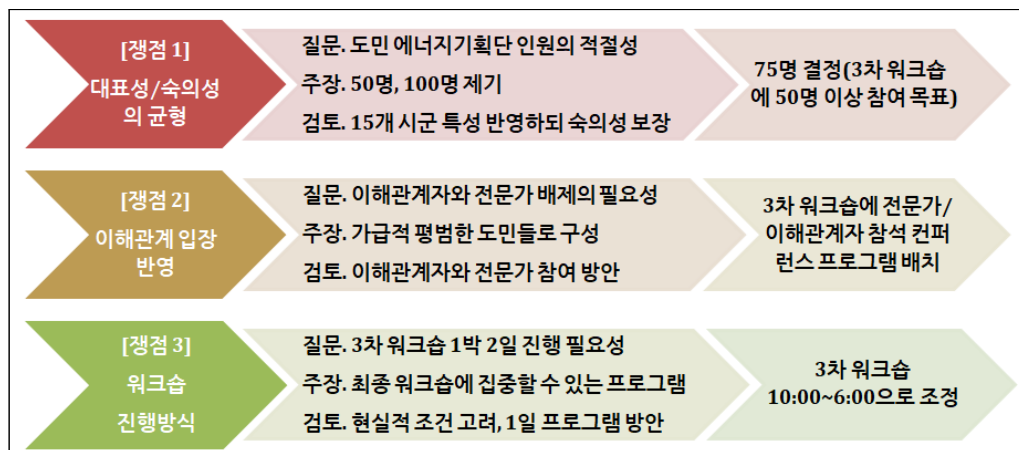 [쟁점 1]
대표성/숙의성
의 균형
질문. 도민 에너지기획단 인원의 적절성
주장. 50명, 100명 제기
검토. 15개 시군 특성 반영하되 숙의성 보장
75명 결정(3차 워크숍
에 50명 이상 참여 목표)
[쟁점 2]
이해관계 입장
반영
질문. 이해관계자와 전문가 배제의 필요성
주장. 가급적 평범한 도민들로 구성
검토. 이해관계자와 전문가 참여 방안
3차 워크숍에 전문가/
이해관계자 참석 컨퍼
런스 프로그램 배치
[쟁점 3]
워크숍
진행방식
질문. 3차 워크숍 1박 2일 진행 필요성
주장. 최종 워크숍에 집중할 수 있는 프로그램
검토. 현실적 조건 고려, 1일 프로그램 방안
3차 워크숍
10:00~6:00으로 조정